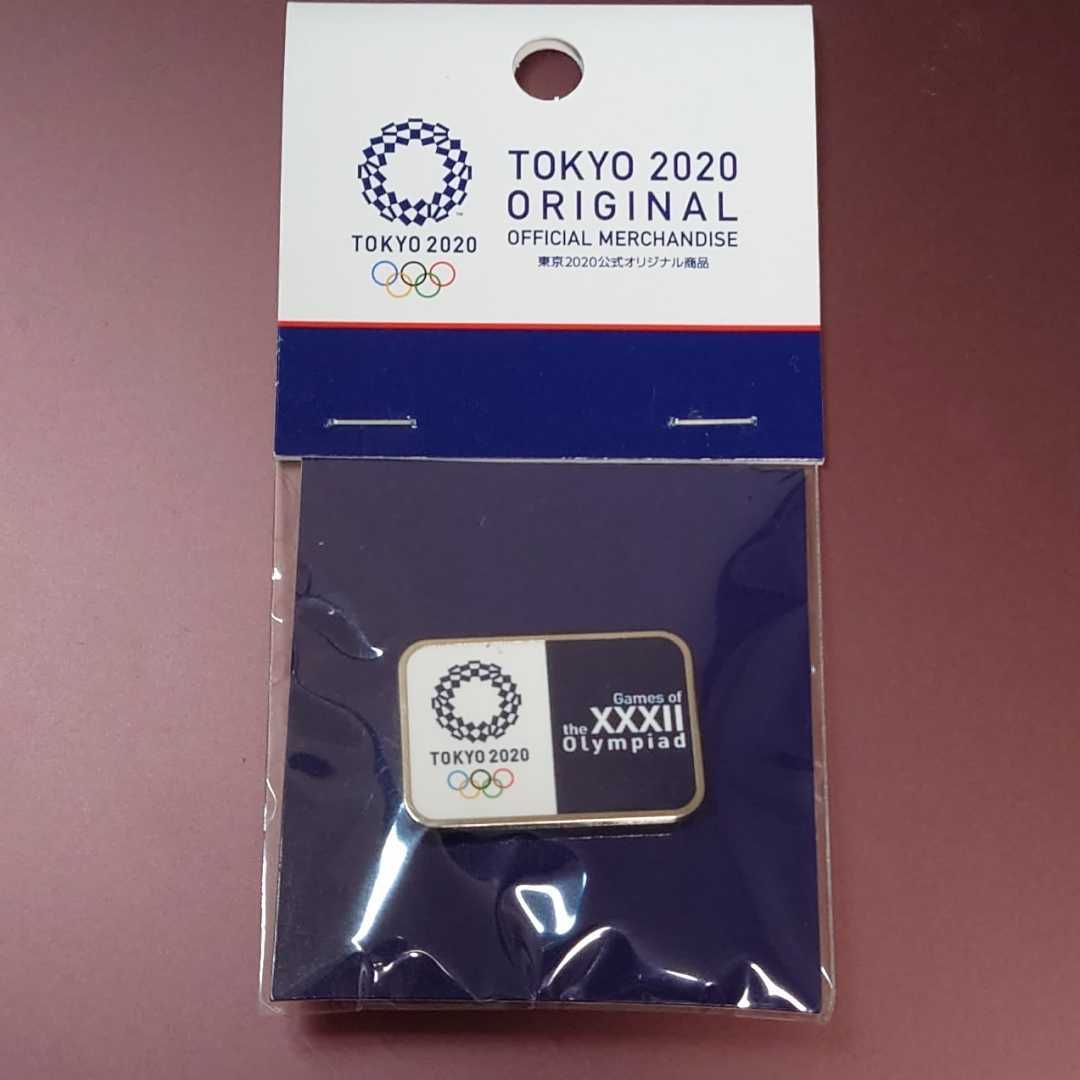 TOKYO 2020
TOKYO 2020
ORIGINAL
OFFICIAL MERCHANDISE
東京2020公式オリジナル商品
TOKYO 2020
Games of
the XXXII
Olympiad